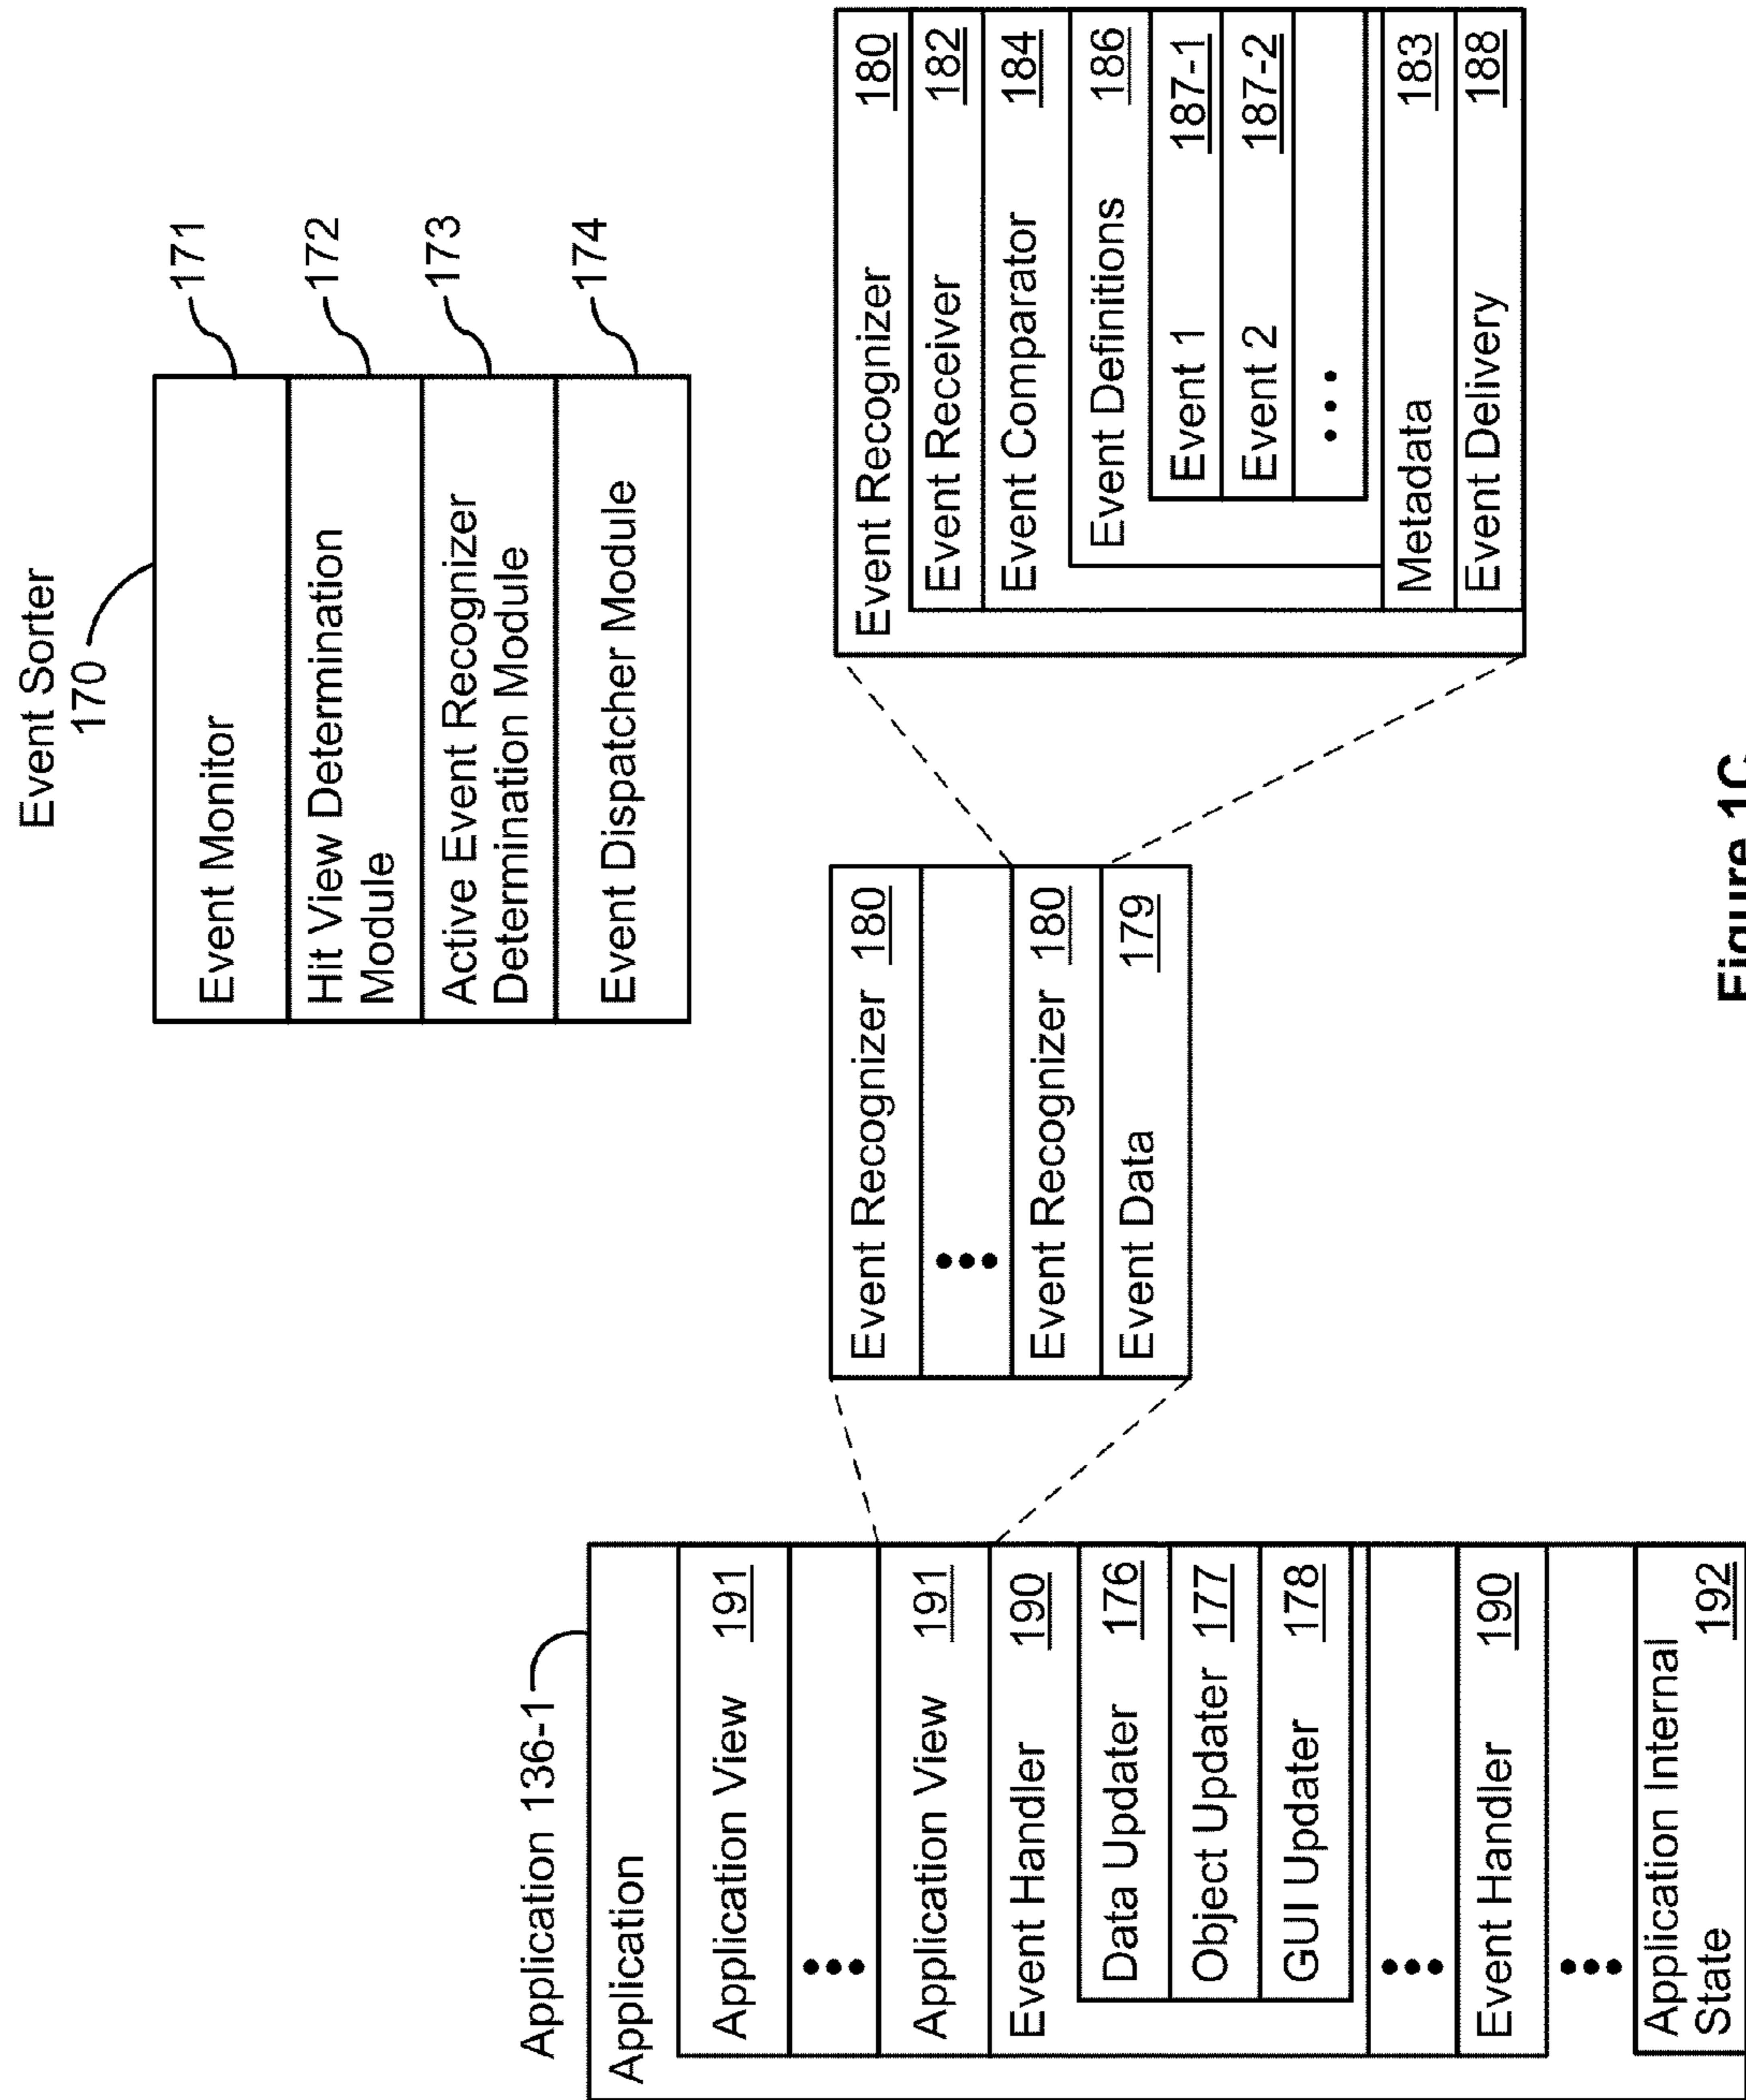 Event Sorter
170
Event Monitor
171
Hit View Determination
Module
172
Active Event Recognizer
Determination Module
173
Event Dispatcher Module
174
Application 136-1
Application
Application View 191
•••
Application View 191
Event Handler 190
Data Updater 176
Object Updater 177
GUI Updater 178
•••
Event Handler 190
•••
Application Internal
State 192
Event Recognizer 180
•••
Event Recognizer 180
Event Data 179
Event Recognizer 180
Event Receiver 182
Event Comparator 184
Event Definitions 186
Event 1 187-1
Event 2 187-2
•••
Metadata 183
Event Delivery 188
Figure 1C